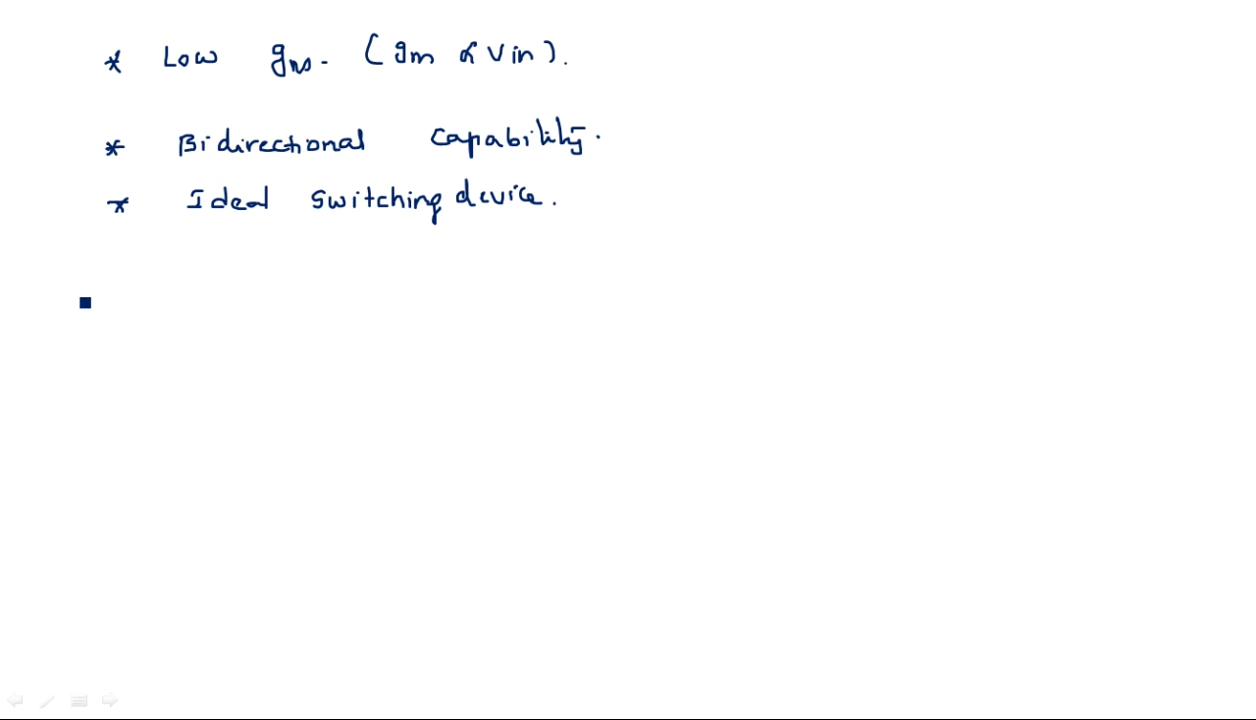 * Low gm. (gm α Vin).
* Bidirectional capability.
* Ideal switching device.